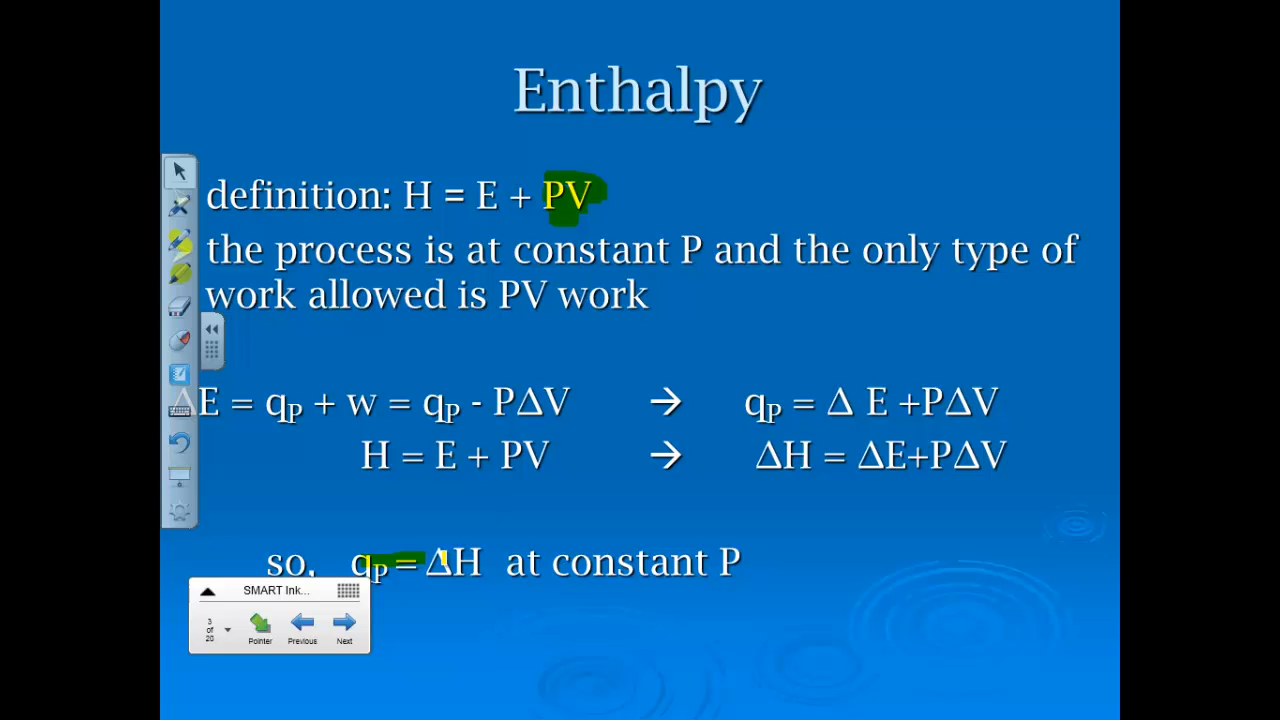 Enthalpy
definition: H = E + PV
the process is at constant P and the only type of
work allowed is PV work
ΔE = qP + w = qP - PΔV → qP = Δ E +PΔV
H = E + PV → ΔH = ΔE+PΔV
so, qP = ΔH at constant P
SMART Ink...
3
of
20
Pointer Previous Next